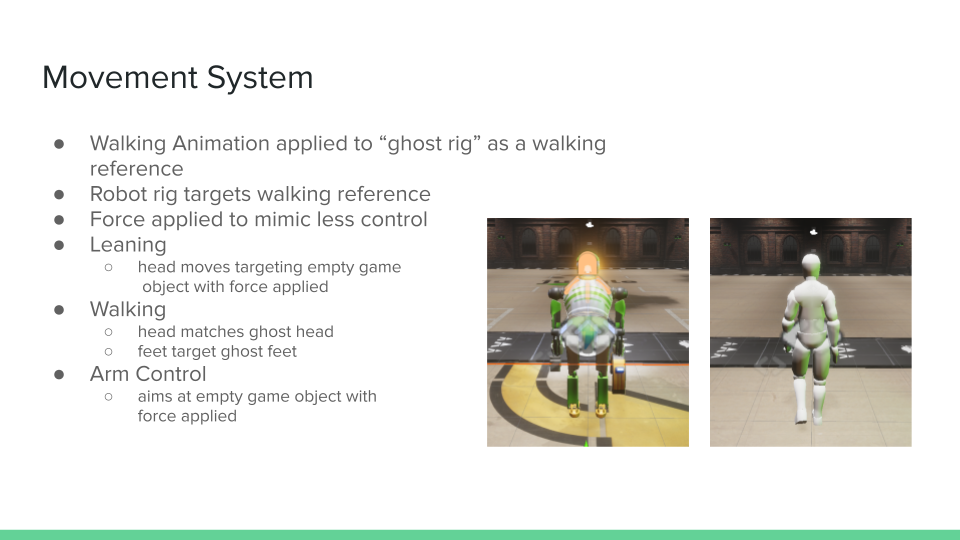 Movement System
● Walking Animation applied to “ghost rig” as a walking
reference
● Robot rig targets walking reference
● Force applied to mimic less control
● Leaning
○ head moves targeting empty game
object with force applied
● Walking
○ head matches ghost head
○ feet target ghost feet
● Arm Control
○ aims at empty game object with
force applied